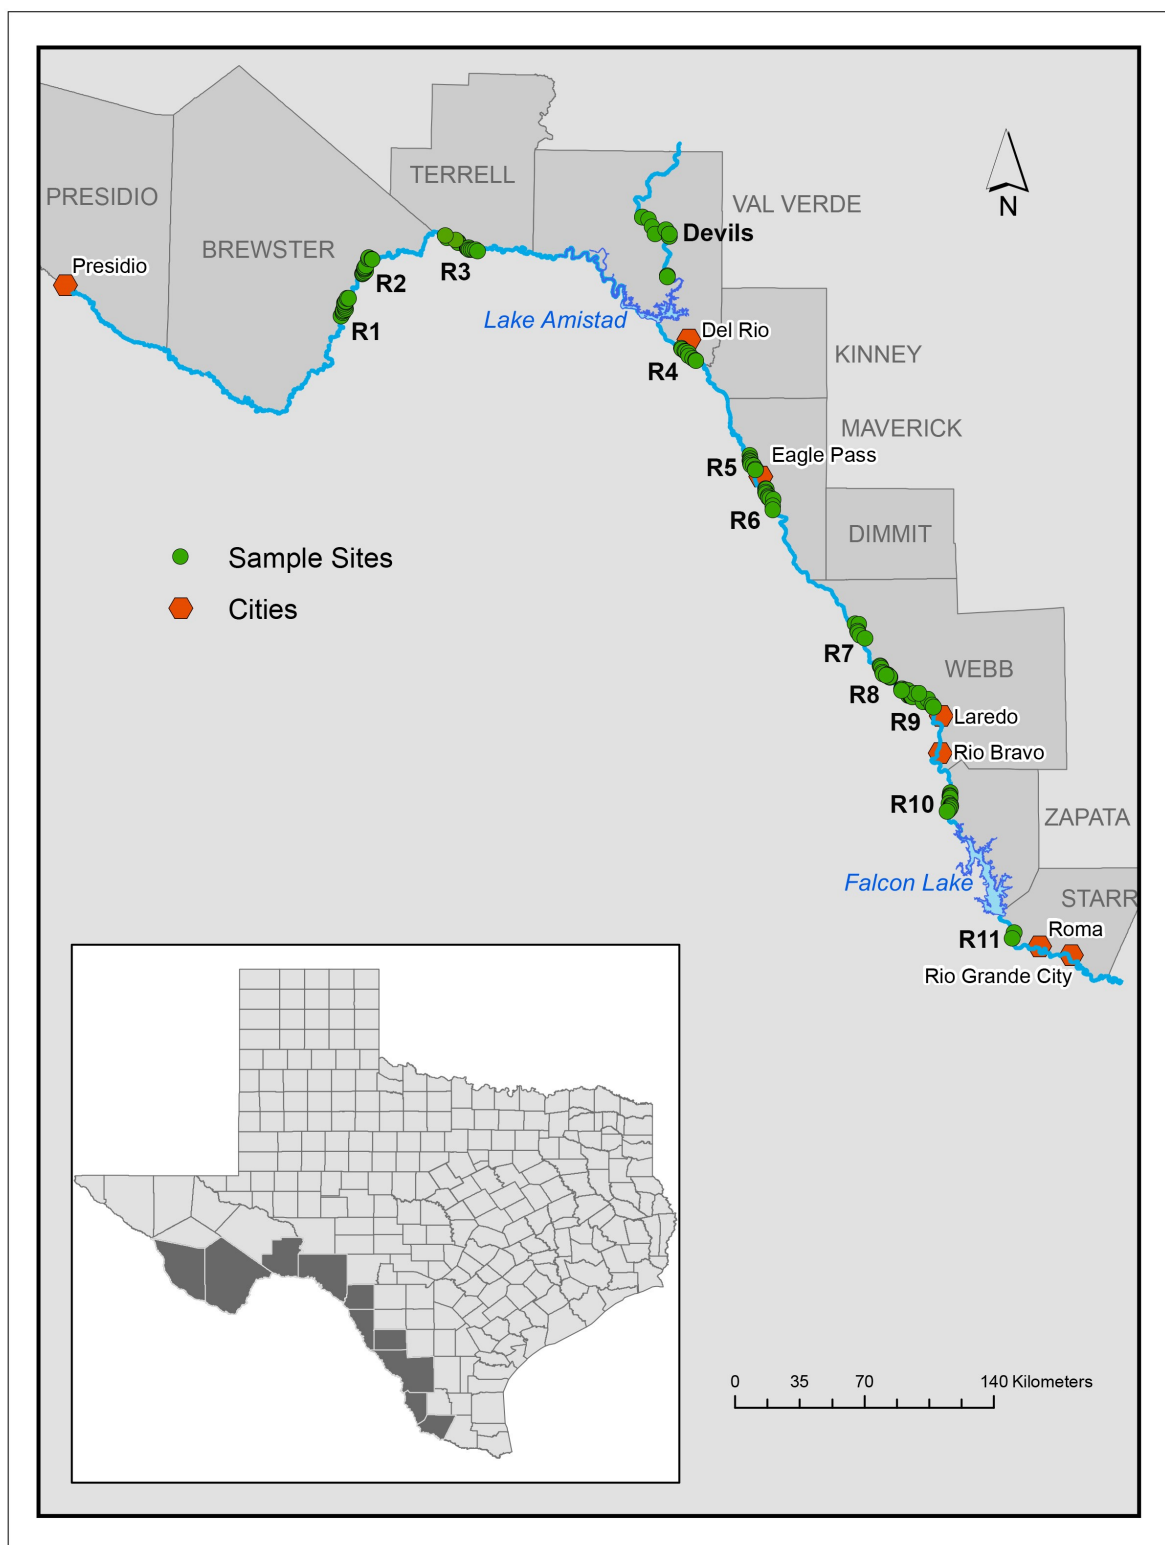 TERRELL
PRESIDIO
VAL VERDE
N
Devils
BREWSTER
Presidio
R3
R2
Lake Amistad
R1
Del Rio
KINNEY
R4
MAVERICK
Eagle Pass
R5
R6
DIMMIT
Sample Sites
Cities
R7
WEBB
R8
R9
Laredo
Rio Bravo
R10
ZAPATA
Falcon Lake
STARR
Roma
R11
Rio Grande City
0 35 70 140 Kilometers